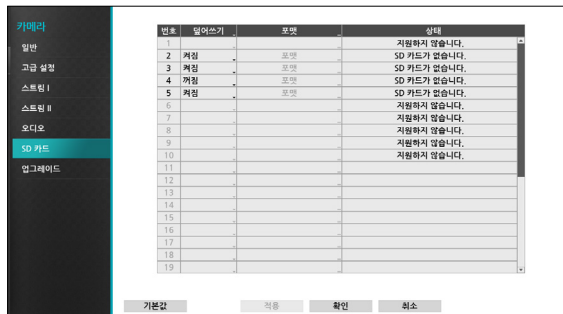 카메라
일반
고급 설정
스트림 I
스트림 II
오디오
SD 카드
업그레이드
번호 덮어쓰기 포맷 상태
1 지원하지 않습니다.
2 켜짐 포맷 SD 카드가 없습니다.
3 켜짐 포맷 SD 카드가 없습니다.
4 꺼짐 포맷 SD 카드가 없습니다.
5 켜짐 포맷 SD 카드가 없습니다.
6 지원하지 않습니다.
7 지원하지 않습니다.
8 지원하지 않습니다.
9 지원하지 않습니다.
10 지원하지 않습니다.
11
12
13
14
15
16
17
18
19
기본값 적용 확인 취소